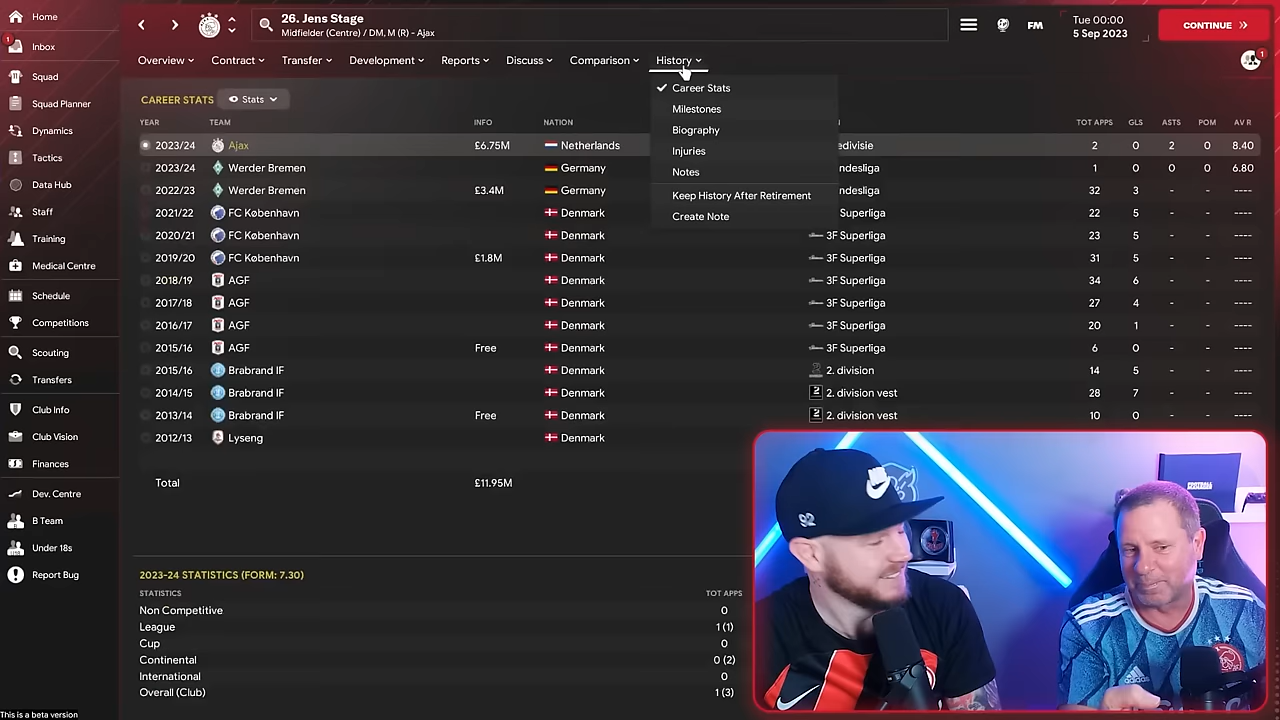 Home
1
Inbox
Squad
Squad Planner
Dynamics
Tactics
Data Hub
Staff
Training
Medical Centre
Schedule
Competitions
Scouting
Transfers
Club Info
Club Vision
Finances
Dev. Centre
B Team
Under 18s
Report Bug
This is a beta version
26. Jens Stage
Midfielder (Centre) / DM, M (R) - Ajax
FM
Tue 00:00
5 Sep 2023
CONTINUE
Overview Contract Transfer Development Reports Discuss Comparison History
1
CAREER STATS Stats
Career Stats
Milestones
Biography
Injuries
Notes
Keep History After Retirement
Create Note
YEAR TEAM INFO NATION TOT APPS GLS ASTS POM AV R
2023/24 Ajax £6.75M Netherlands edivisie 2 0 2 0 8.40
2023/24 Werder Bremen Germany ndesliga 1 0 0 0 6.80
2022/23 Werder Bremen £3.4M Germany ndesliga 32 3 - - ----
2021/22 FC København Denmark Superliga 22 5 - - ----
2020/21 FC København Denmark 3F Superliga 23 5 - - ----
2019/20 FC København £1.8M Denmark 3F Superliga 31 5 - - ----
2018/19 AGF Denmark 3F Superliga 34 6 - - ----
2017/18 AGF Denmark 3F Superliga 27 4 - - ----
2016/17 AGF Denmark 3F Superliga 20 1 - - ----
2015/16 AGF Free Denmark 3F Superliga 6 0 - - ----
2015/16 Brabrand IF Denmark 2. division 14 5 - - ----
2014/15 Brabrand IF Denmark 2. division vest 28 7 - - ----
2013/14 Brabrand IF Free Denmark 2. division vest 10 0 - - ----
2012/13 Lyseng Denmark
Total £11.95M
2023-24 STATISTICS (FORM: 7.30)
STATISTICS TOT APPS
Non Competitive 0
League 1 (1)
Cup 0
Continental 0 (2)
International 0
Overall (Club) 1 (3)
92